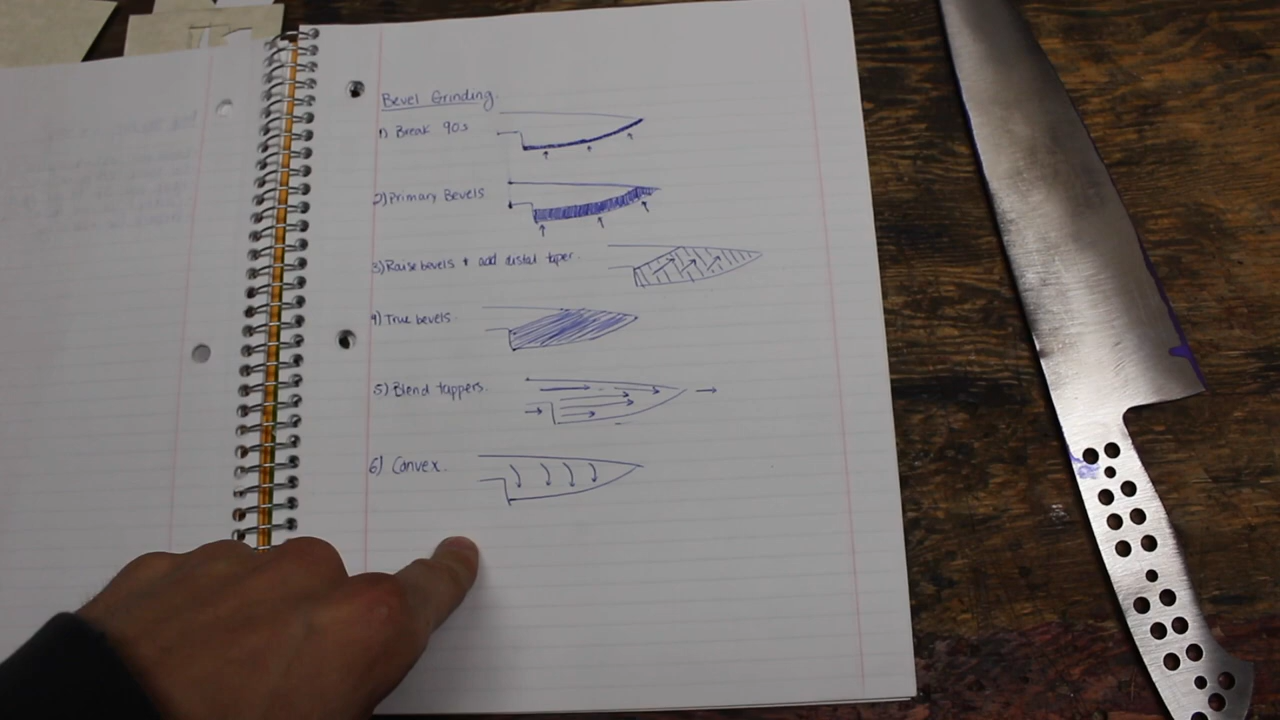 Bevel Grinding.
1) Break 90s
2) Primary Bevels
3) Raise bevels + add distal taper.
4) True bevels.
5) Blend tappers.
6) Convex.